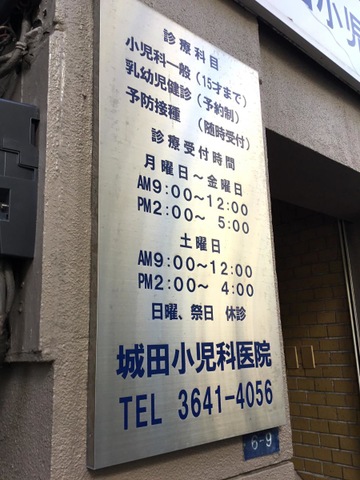 診療科目
小児科一般（15才まで）
乳幼児健診（予約制）
予防接種　（随時受付）
診療受付時間
月曜日～金曜日
AM9:00～12:00
PM2:00～ 5:00
土曜日
AM9:00～12:00
PM2:00～ 4:00
日曜、祭日　休診
城田小児科医院
TEL 3641-4056
6-9
小児